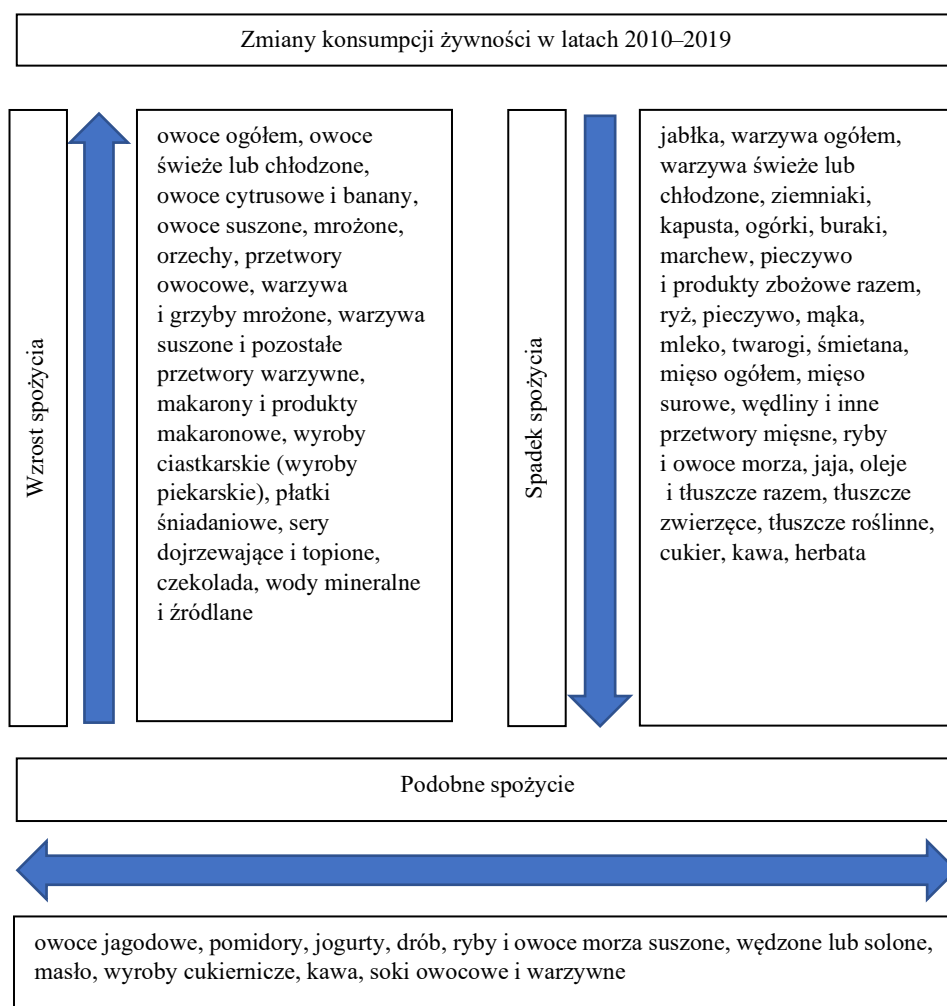 Zmiany konsumpcji żywności w latach 2010–2019
Wzrost spożycia
owoce ogółem, owoce
świeże lub chłodzone,
owoce cytrusowe i banany,
owoce suszone, mrożone,
orzechy, przetwory
owocowe, warzywa
i grzyby mrożone, warzywa
suszone i pozostałe
przetwory warzywne,
makarony i produkty
makaronowe, wyroby
ciastkarskie (wyroby
piekarskie), płatki
śniadaniowe, sery
dojrzewające i topione,
czekolada, wody mineralne
i źródlane
Spadek spożycia
jabłka, warzywa ogółem,
warzywa świeże lub
chłodzone, ziemniaki,
kapusta, ogórki, buraki,
marchew, pieczywo
i produkty zbożowe razem,
ryż, pieczywo, mąka,
mleko, twarogi, śmietana,
mięso ogółem, mięso
surowe, wędliny i inne
przetwory mięsne, ryby
i owoce morza, jaja, oleje
i tłuszcze razem, tłuszcze
zwierzęce, tłuszcze roślinne,
cukier, kawa, herbata
Podobne spożycie
owoce jagodowe, pomidory, jogurty, drób, ryby i owoce morza suszone, wędzone lub solone,
masło, wyroby cukiernicze, kawa, soki owocowe i warzywne